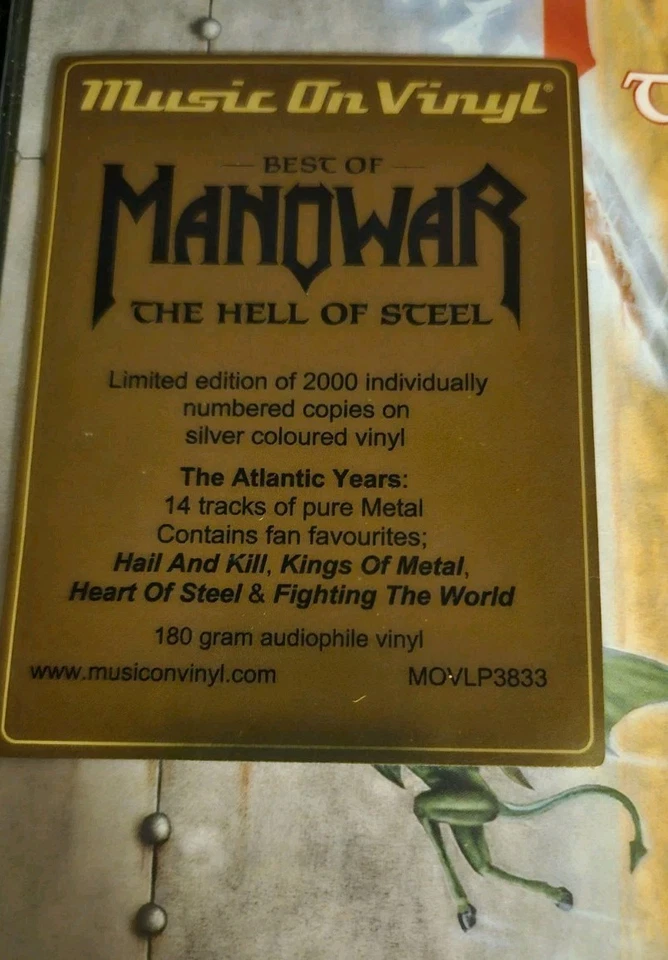 Music On Vinyl®
BEST OF
MANOWAR
THE HELL OF STEEL
Limited edition of 2000 individually
numbered copies on
silver coloured vinyl
The Atlantic Years:
14 tracks of pure Metal
Contains fan favourites;
Hail And Kill, Kings Of Metal,
Heart Of Steel & Fighting The World
180 gram audiophile vinyl
www.musiconvinyl.com MOVLP3833